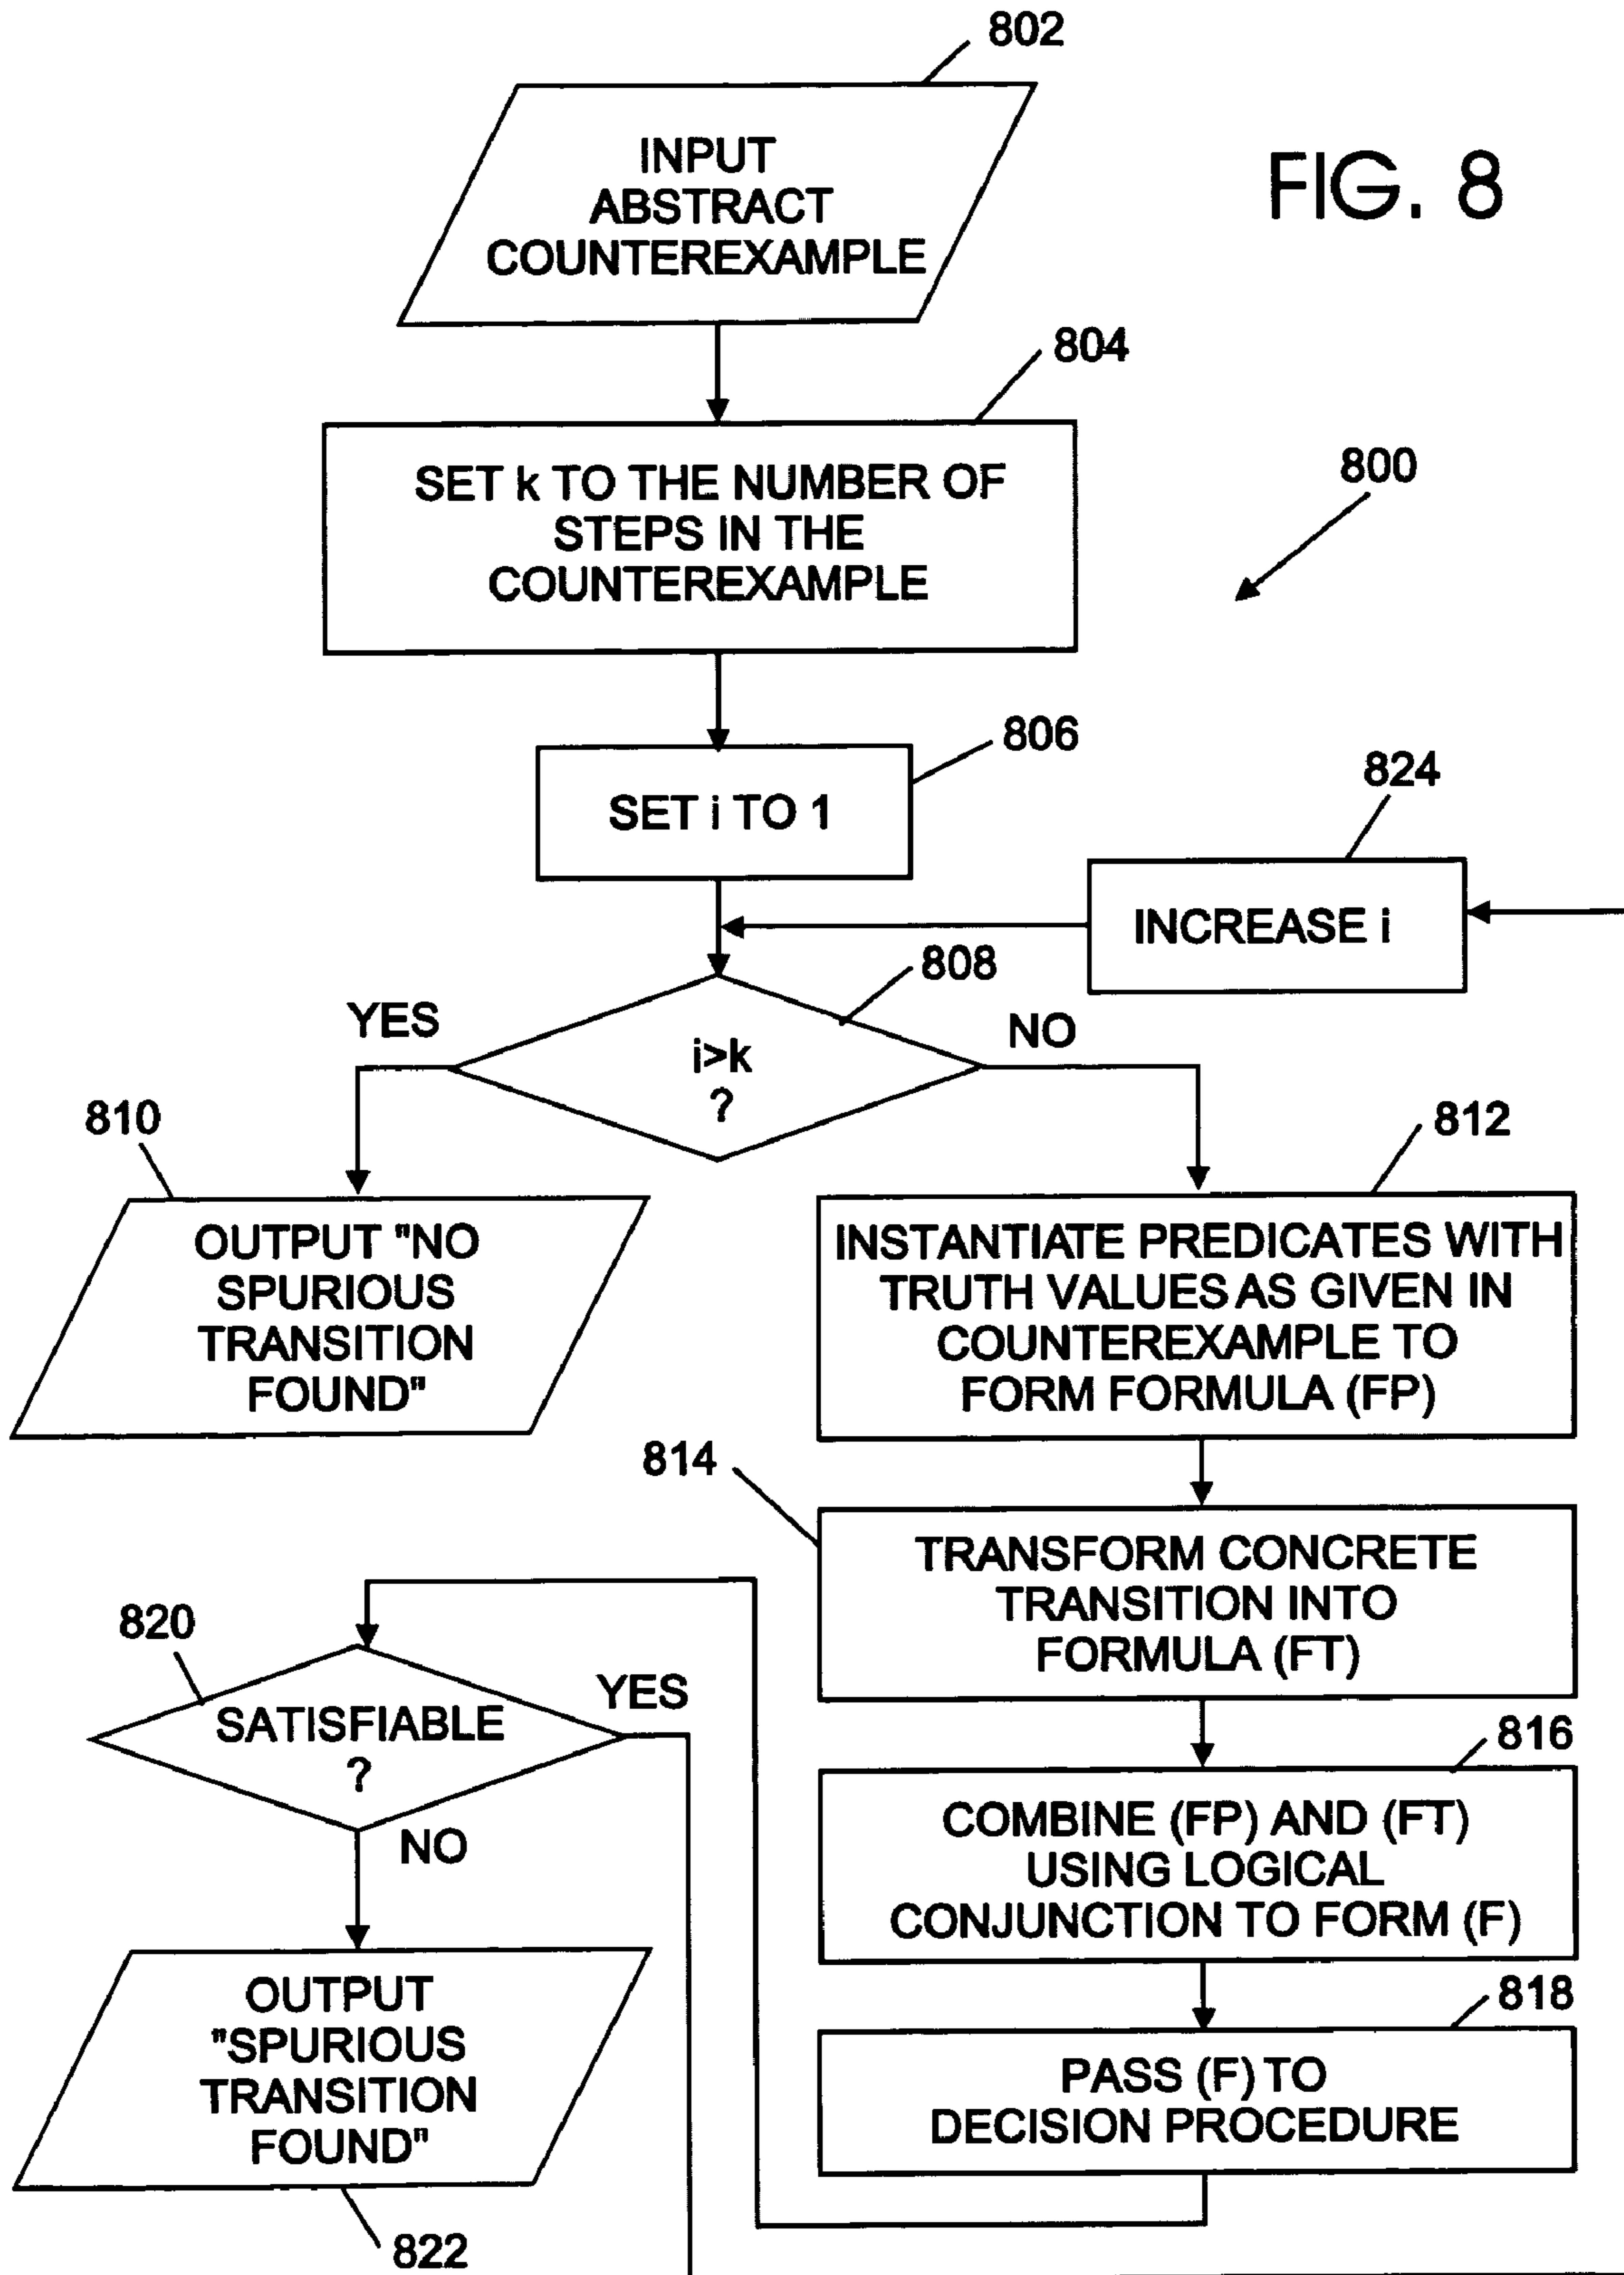 802
INPUT
ABSTRACT
COUNTEREXAMPLE
FIG. 8
804
SET k TO THE NUMBER OF
STEPS IN THE
COUNTEREXAMPLE
800
806
SET i TO 1
824
INCREASE i
808
YES
i>k
?
NO
810
OUTPUT "NO
SPURIOUS
TRANSITION
FOUND"
812
INSTANTIATE PREDICATES WITH
TRUTH VALUES AS GIVEN IN
COUNTEREXAMPLE TO
FORM FORMULA (FP)
814
TRANSFORM CONCRETE
TRANSITION INTO
FORMULA (FT)
820
SATISFIABLE
?
YES
NO
816
COMBINE (FP) AND (FT)
USING LOGICAL
CONJUNCTION TO FORM (F)
818
PASS (F) TO
DECISION PROCEDURE
OUTPUT
"SPURIOUS
TRANSITION
FOUND"
822